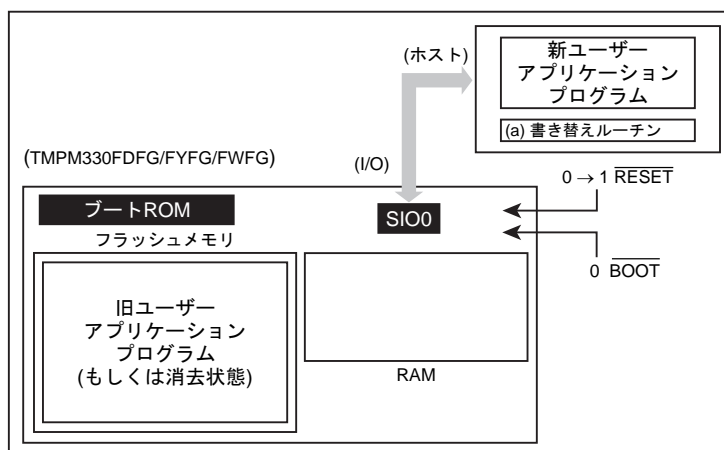 (ホスト)
新ユーザー
アプリケーション
プログラム
(a) 書き替えルーチン
(TMPM330FDFG/FYFG/FWFG)
(I/O)
0 → 1 RESET
ブートROM
SIO0
フラッシュメモリ
0 BOOT
旧ユーザー
アプリケーション
プログラム
(もしくは消去状態)
RAM